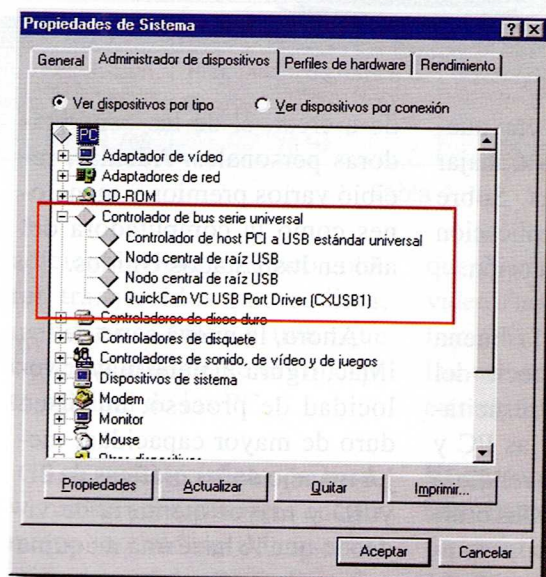 Propiedades de Sistema
General Administrador de dispositivos Perfiles de hardware Rendimiento
Ver dispositivos por tipo Ver dispositivos por conexión
PC
Adaptador de vídeo
Adaptadores de red
CD-ROM
Controlador de bus serie universal
Controlador de host PCI a USB estándar universal
Nodo central de raíz USB
Nodo central de raíz USB
QuickCam VC USB Port Driver (CXUSB1)
Controladores de disco duro
Controladores de disquete
Controladores de sonido, de vídeo y de juegos
Dispositivos de sistema
Modem
Monitor
Mouse
Otros dispositivos
Propiedades Actualizar Quitar Imprimir...
Aceptar Cancelar